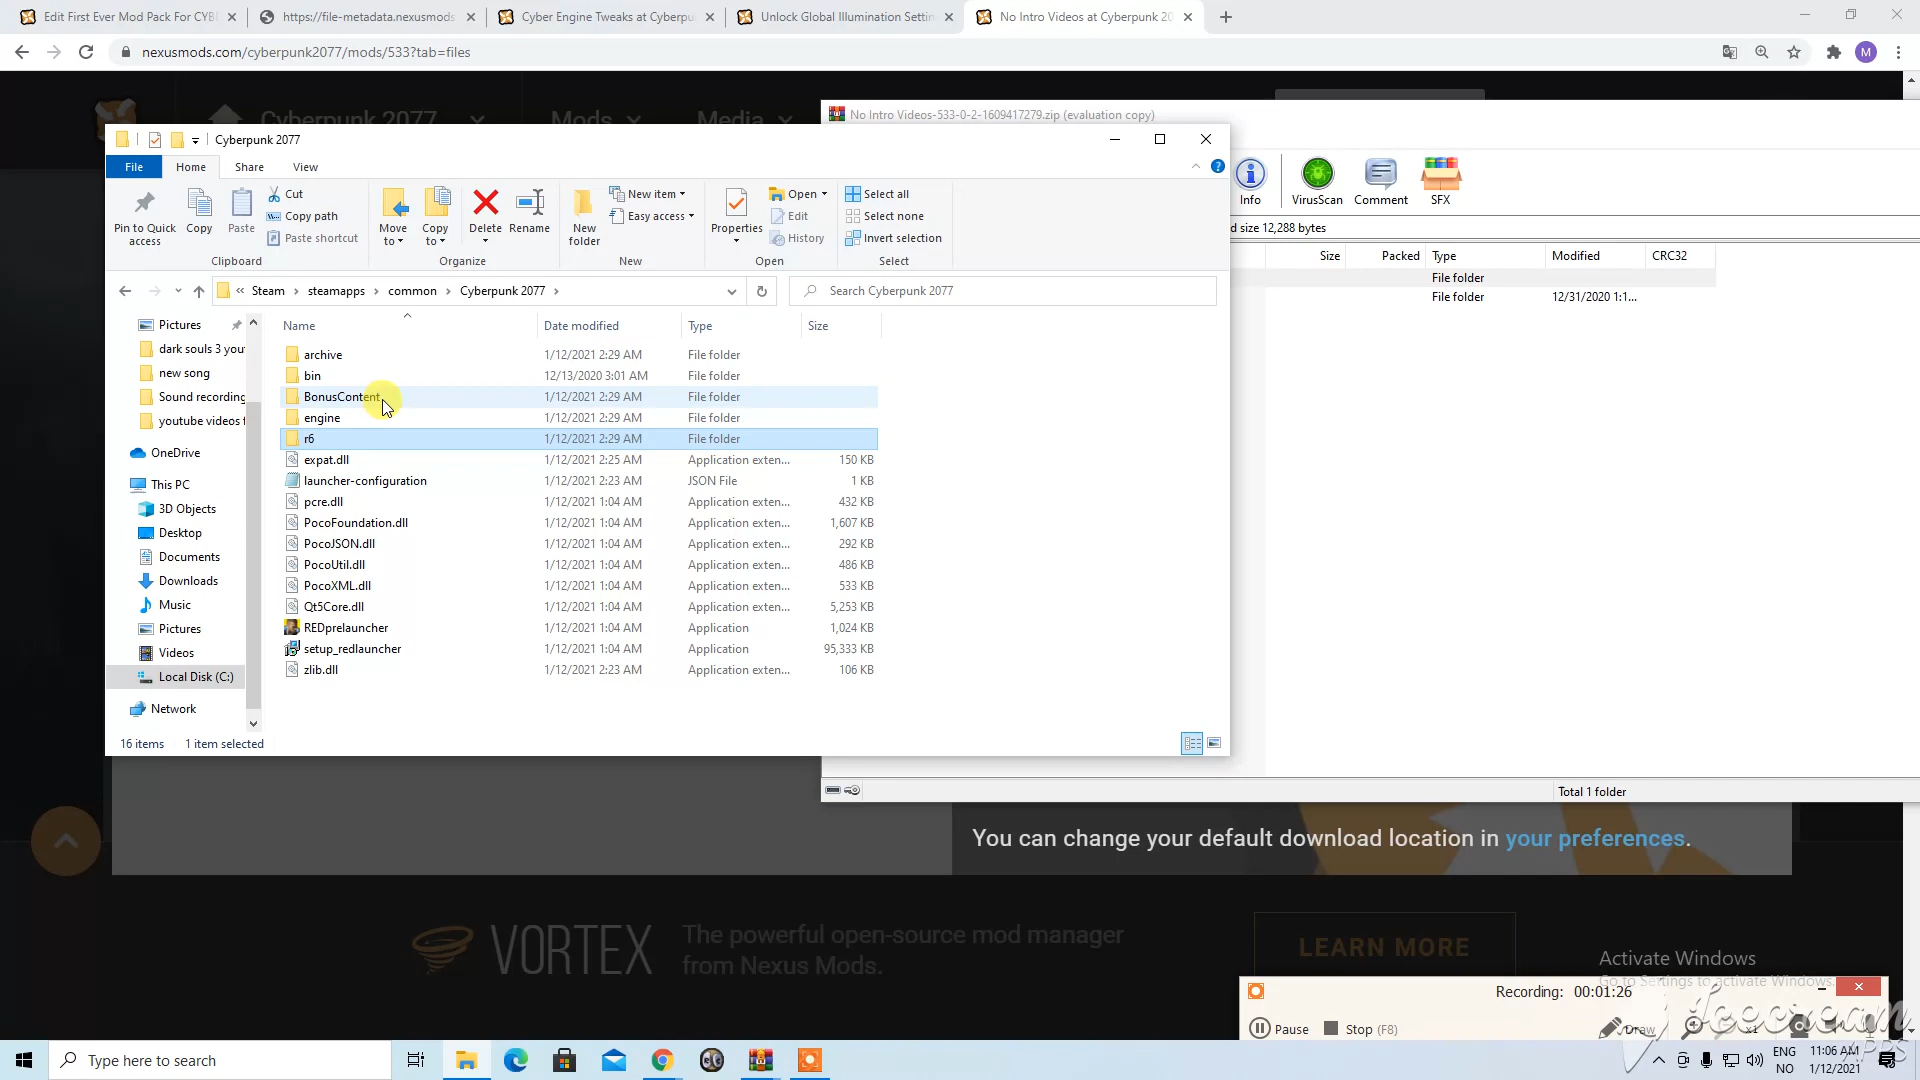 Edit First Ever Mod Pack For CYBE
https://file-metadata.nexusmods
Cyber Engine Tweaks at Cyberpun
Unlock Global Illumination Settin
No Intro Videos at Cyberpunk 20
nexusmods.com/cyberpunk2077/mods/533?tab=files
M
Cyberpunk 2077
Mods
Media
No Intro Videos-533-0-2-1609417279.zip (evaluation copy)
Cyberpunk 2077
File
Home
Share
View
Info
VirusScan
Comment
SFX
Pin to Quick access
Copy
Paste
Cut
Copy path
Paste shortcut
Move to
Copy to
Delete
Rename
New folder
New item
Easy access
Properties
Open
Edit
History
Select all
Select none
Invert selection
Clipboard
Organize
New
Open
Select
d size 12,288 bytes
Size
Packed
Type
Modified
CRC32
File folder
File folder
12/31/2020 1:1...
« Steam > steamapps > common > Cyberpunk 2077 >
Search Cyberpunk 2077
Name
Date modified
Type
Size
Pictures
dark souls 3 you
new song
Sound recording
youtube videos f
OneDrive
This PC
3D Objects
Desktop
Documents
Downloads
Music
Pictures
Videos
Local Disk (C:)
Network
archive 1/12/2021 2:29 AM File folder
bin 12/13/2020 3:01 AM File folder
BonusContent 1/12/2021 2:29 AM File folder
engine 1/12/2021 2:29 AM File folder
r6 1/12/2021 2:29 AM File folder
expat.dll 1/12/2021 2:25 AM Application exten... 150 KB
launcher-configuration 1/12/2021 2:23 AM JSON File 1 KB
pcre.dll 1/12/2021 1:04 AM Application exten... 432 KB
PocoFoundation.dll 1/12/2021 1:04 AM Application exten... 1,607 KB
PocoJSON.dll 1/12/2021 1:04 AM Application exten... 292 KB
PocoUtil.dll 1/12/2021 1:04 AM Application exten... 486 KB
PocoXML.dll 1/12/2021 1:04 AM Application exten... 533 KB
Qt5Core.dll 1/12/2021 1:04 AM Application exten... 5,253 KB
REDprelauncher 1/12/2021 1:04 AM Application 1,024 KB
setup_redlauncher 1/12/2021 1:04 AM Application 95,333 KB
zlib.dll 1/12/2021 2:23 AM Application exten... 106 KB
16 items
1 item selected
Total 1 folder
You can change your default download location in your preferences.
VORTEX
The powerful open-source mod manager
from Nexus Mods.
LEARN MORE
Activate Windows
Go to Settings to activate Windows.
Recording: 00:01:26
Pause
Stop (F8)
Draw
x1
Icecream
APPS
Type here to search
ENG
NO
11:06 AM
1/12/2021